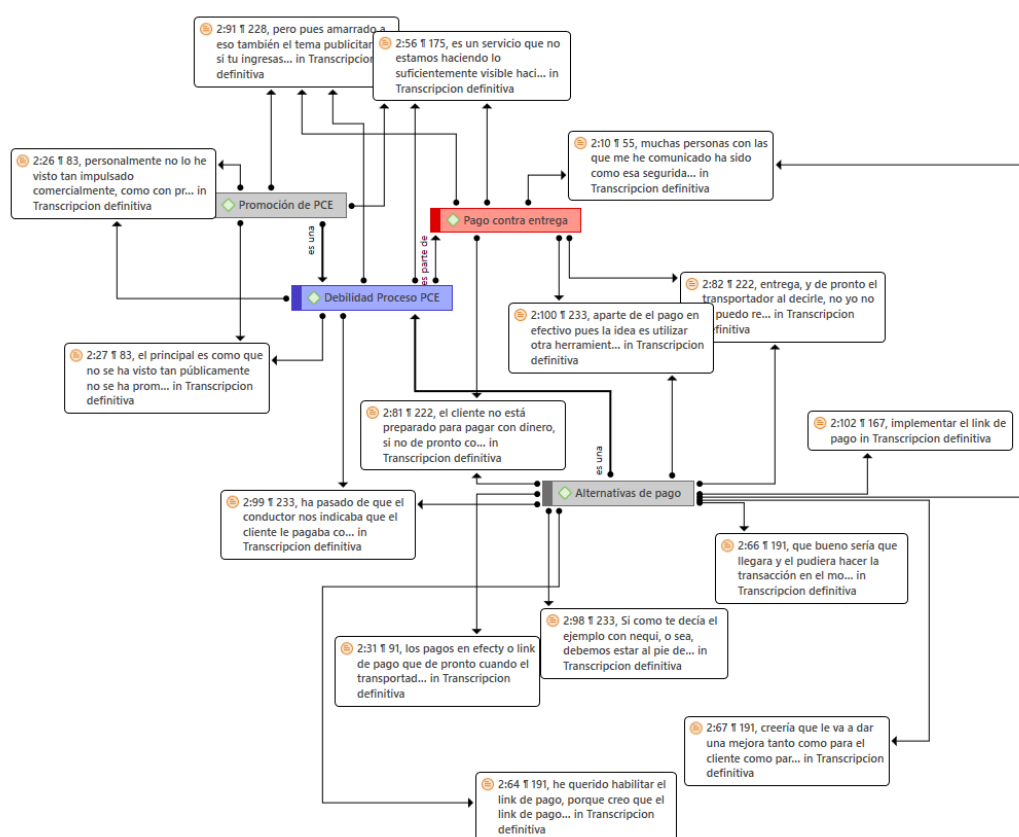 2:91 ¶ 228, pero pues amarrado a
eso también el tema publicitar
si tu ingresas... in Transcripcion
definitiva
2:56 ¶ 175, es un servicio que no
estamos haciendo lo
suficientemente visible haci... in
Transcripcion definitiva
2:10 ¶ 55, muchas personas con las
que me he comunicado ha sido
como esa segurida... in
Transcripcion definitiva
2:26 ¶ 83, personalmente no lo he
visto tan impulsado
comercialmente, como con pr... in
Transcripcion definitiva
Promoción de PCE
Pago contra entrega
es una
es parte de
Debilidad Proceso PCE
2:82 ¶ 222, entrega, y de pronto el
transportador al decirle, no yo no
puedo re... in Transcripcion
definitiva
2:100 ¶ 233, aparte de el pago en
efectivo pues la idea es utilizar
otra herramient... in Transcripcion
definitiva
2:27 ¶ 83, el principal es como que
no se ha visto tan públicamente
no se ha prom... in Transcripcion
definitiva
2:81 ¶ 222, el cliente no está
preparado para pagar con dinero,
si no de pronto co... in
Transcripcion definitiva
2:102 ¶ 167, implementar el link de
pago in Transcripcion definitiva
es una
Alternativas de pago
2:99 ¶ 233, ha pasado de que el
conductor nos indicaba que el
cliente le pagaba co... in
Transcripcion definitiva
2:66 ¶ 191, que bueno sería que
llegara y el pudiera hacer la
transacción en el mo... in
Transcripcion definitiva
2:98 ¶ 233, Si como te decía el
ejemplo con nequi, o sea,
debemos estar al pie de... in
Transcripcion definitiva
2:31 ¶ 91, los pagos en efecty o link
de pago que de pronto cuando el
transportad... in Transcripcion
definitiva
2:67 ¶ 191, creería que le va a dar
una mejora tanto como para el
cliente como par... in Transcripcion
definitiva
2:64 ¶ 191, he querido habilitar el
link de pago, porque creo que el
link de pago... in Transcripcion
definitiva